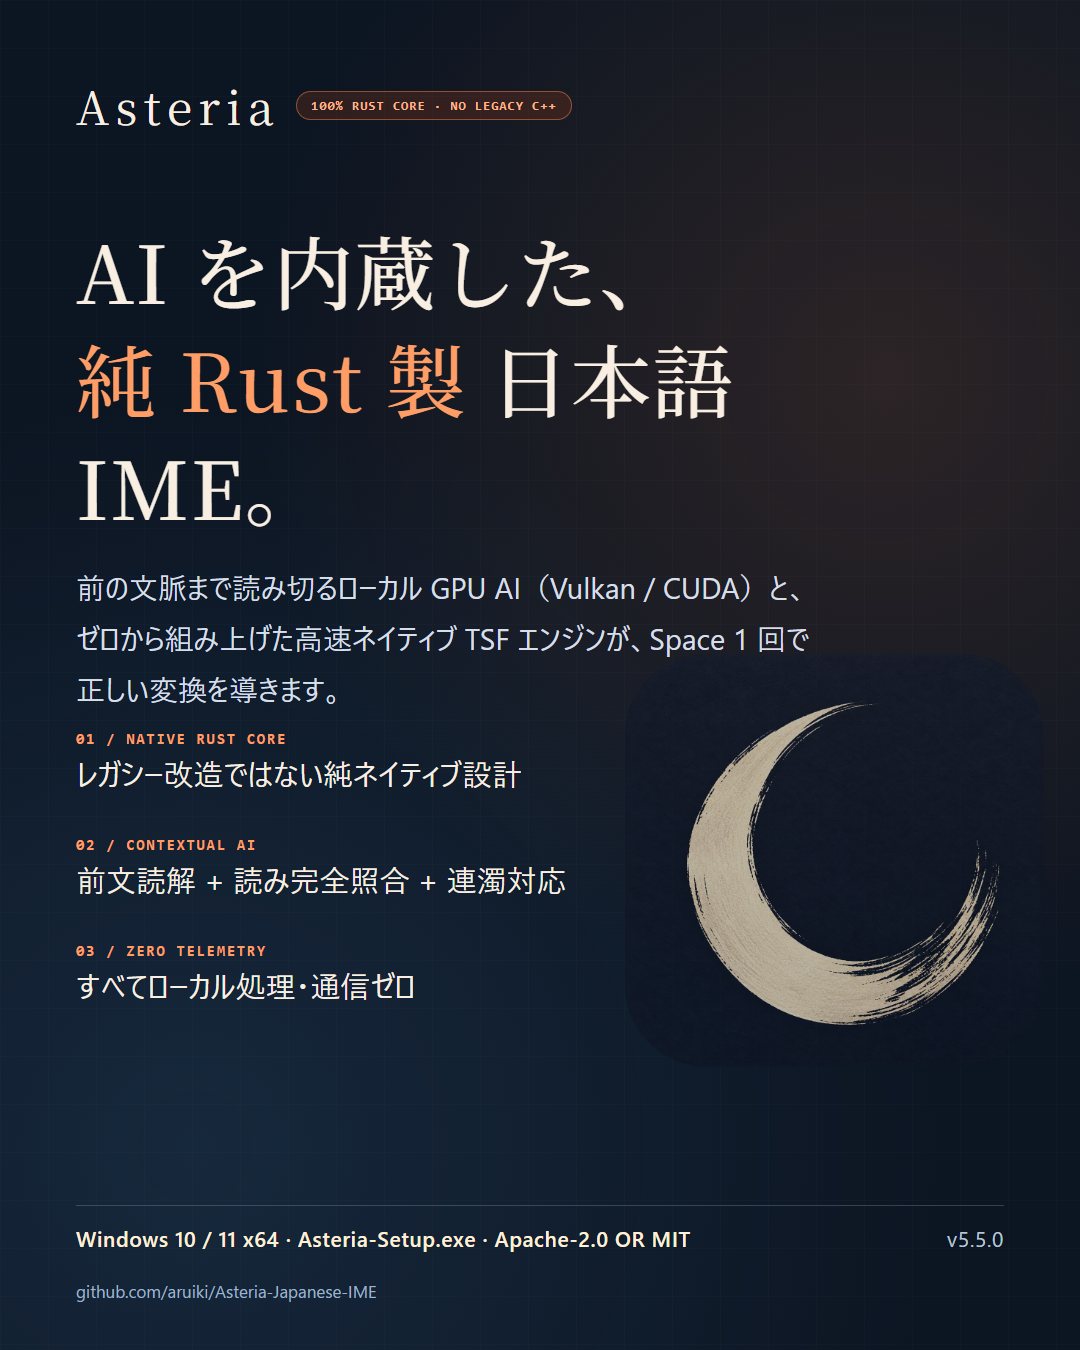 Asteria
100% RUST CORE · NO LEGACY C++
AI を内蔵した、
純 Rust 製 日本語
IME。
前の文脈まで読み切るローカル GPU AI（Vulkan / CUDA）と、
ゼロから組み上げた高速ネイティブ TSF エンジンが、Space 1 回で
正しい変換を導きます。
01 / NATIVE RUST CORE
レガシー改造ではない純ネイティブ設計
02 / CONTEXTUAL AI
前文読解 + 読み完全照合 + 連濁対応
03 / ZERO TELEMETRY
すべてローカル処理・通信ゼロ
Windows 10 / 11 x64 · Asteria-Setup.exe · Apache-2.0 OR MIT
v5.5.0
github.com/aruiki/Asteria-Japanese-IME